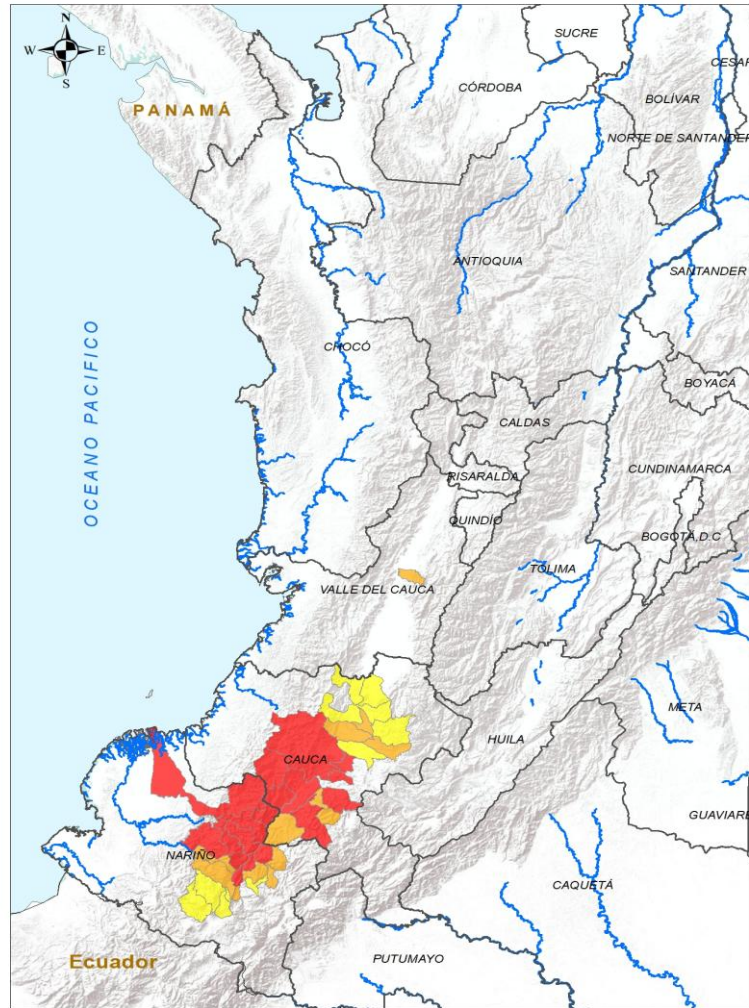 N
W E
S
SUCRE
CESAR
CÓRDOBA
BOLÍVAR
PANAMÁ
NORTE DE SANTANDER
ANTIOQUIA
SANTANDER
OCEANO PACIFICO
CHOCÓ
BOYACÁ
CALDAS
CUNDINAMARCA
RISARALDA
QUINDÍO
BOGOTÁ,D.C
TOLIMA
VALLE DEL CAUCA
META
HUILA
CAUCA
GUAVIARE
NARIÑO
CAQUETÁ
Ecuador
PUTUMAYO